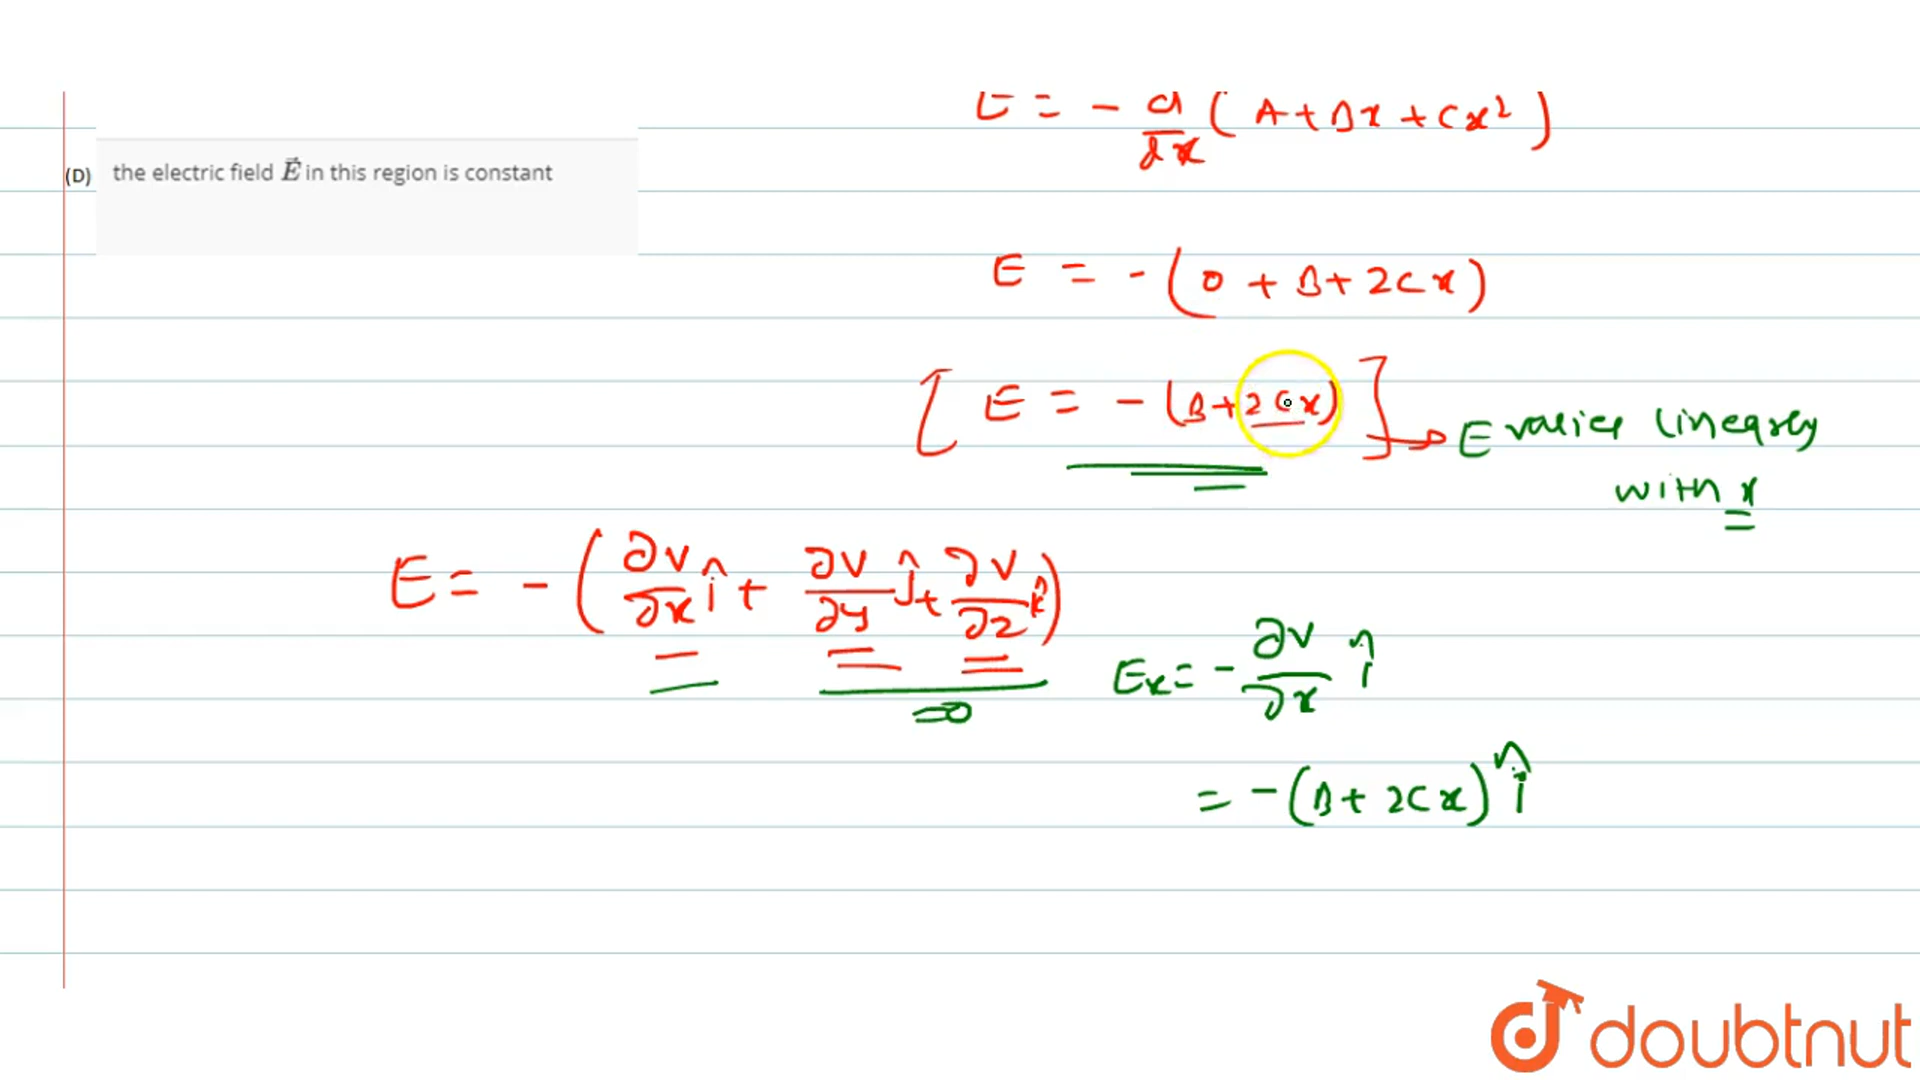 E = - d/dx ( A + Bx + Cx² )
(D) the electric field E⃗ in this region is constant
E = - ( 0 + B + 2Cx )
[ E = - (B + 2Cx) ] → E varies linearly
with x
E = - ( ∂V/∂x î + ∂V/∂y ĵ + ∂V/∂z k̂ )
=0
Ex = - ∂V/∂x î
= - (B + 2Cx) î
doubtnut